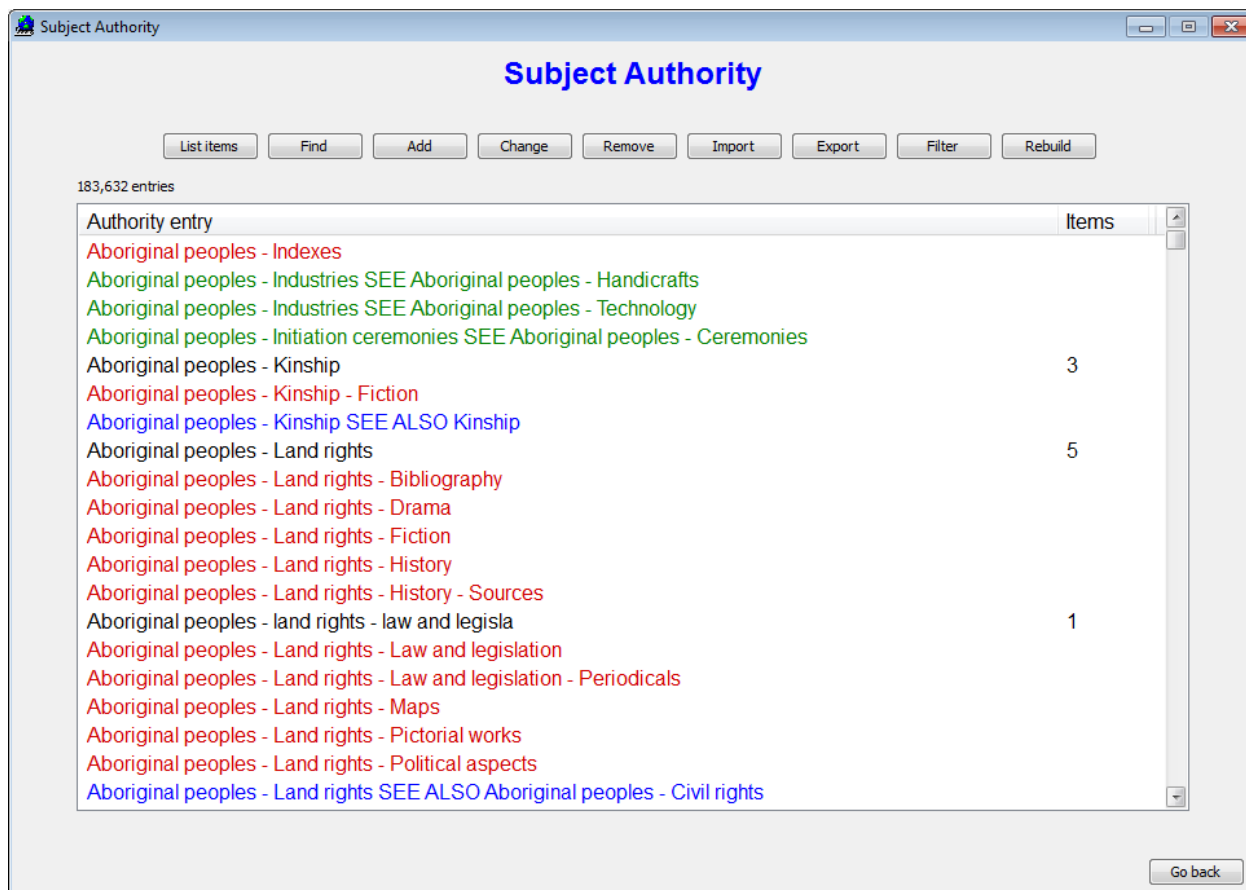 Subject Authority
Subject Authority
List items Find Add Change Remove Import Export Filter Rebuild
183,632 entries
Authority entry Items
Aboriginal peoples - Indexes
Aboriginal peoples - Industries SEE Aboriginal peoples - Handicrafts
Aboriginal peoples - Industries SEE Aboriginal peoples - Technology
Aboriginal peoples - Initiation ceremonies SEE Aboriginal peoples - Ceremonies
Aboriginal peoples - Kinship 3
Aboriginal peoples - Kinship - Fiction
Aboriginal peoples - Kinship SEE ALSO Kinship
Aboriginal peoples - Land rights 5
Aboriginal peoples - Land rights - Bibliography
Aboriginal peoples - Land rights - Drama
Aboriginal peoples - Land rights - Fiction
Aboriginal peoples - Land rights - History
Aboriginal peoples - Land rights - History - Sources
Aboriginal peoples - land rights - law and legisla 1
Aboriginal peoples - Land rights - Law and legislation
Aboriginal peoples - Land rights - Law and legislation - Periodicals
Aboriginal peoples - Land rights - Maps
Aboriginal peoples - Land rights - Pictorial works
Aboriginal peoples - Land rights - Political aspects
Aboriginal peoples - Land rights SEE ALSO Aboriginal peoples - Civil rights
Go back